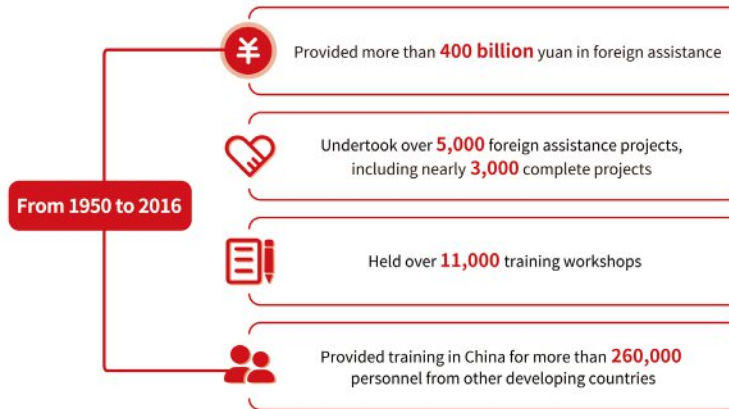 Provided more than 400 billion yuan in foreign assistance
Undertook over 5,000 foreign assistance projects,
including nearly 3,000 complete projects
From 1950 to 2016
Held over 11,000 training workshops
Provided training in China for more than 260,000
personnel from other developing countries